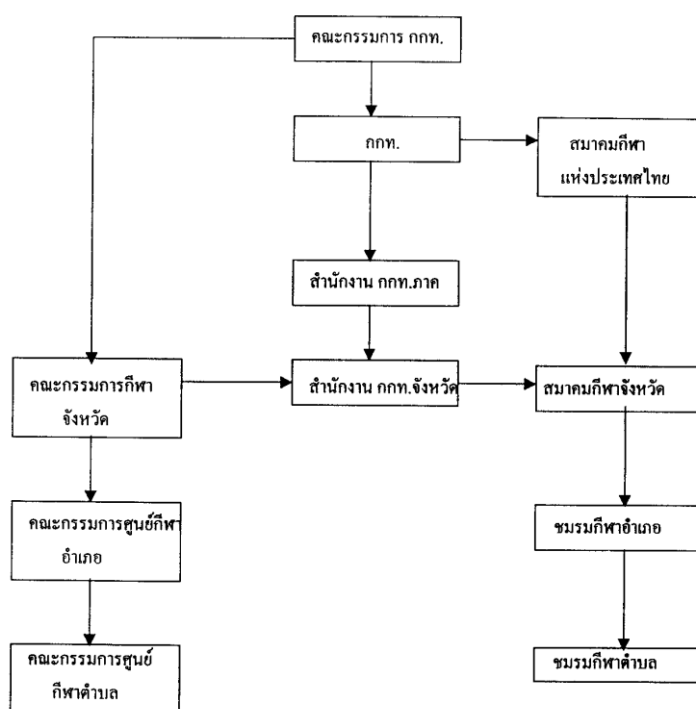 คณะกรรมการ กกท.
กกท.
สมาคมกีฬา
แห่งประเทศไทย
สำนักงาน กกท.ภาค
คณะกรรมการกีฬา
จังหวัด
สำนักงาน กกท.จังหวัด
สมาคมกีฬาจังหวัด
คณะกรรมการศูนย์กีฬา
อำเภอ
ชมรมกีฬาอำเภอ
คณะกรรมการศูนย์
กีฬาตำบล
ชมรมกีฬาตำบล